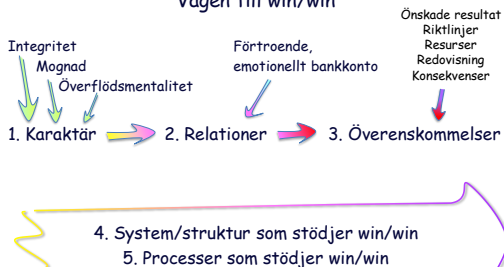 Vägen till win/win
Integritet
Mognad
Överflödsmentalitet
Förtroende,
emotionellt bankkonto
Önskade resultat
Riktlinjer
Resurser
Redovisning
Konsekvenser
1. Karaktär
2. Relationer
3. Överenskommelser
4. System/struktur som stödjer win/win
5. Processer som stödjer win/win